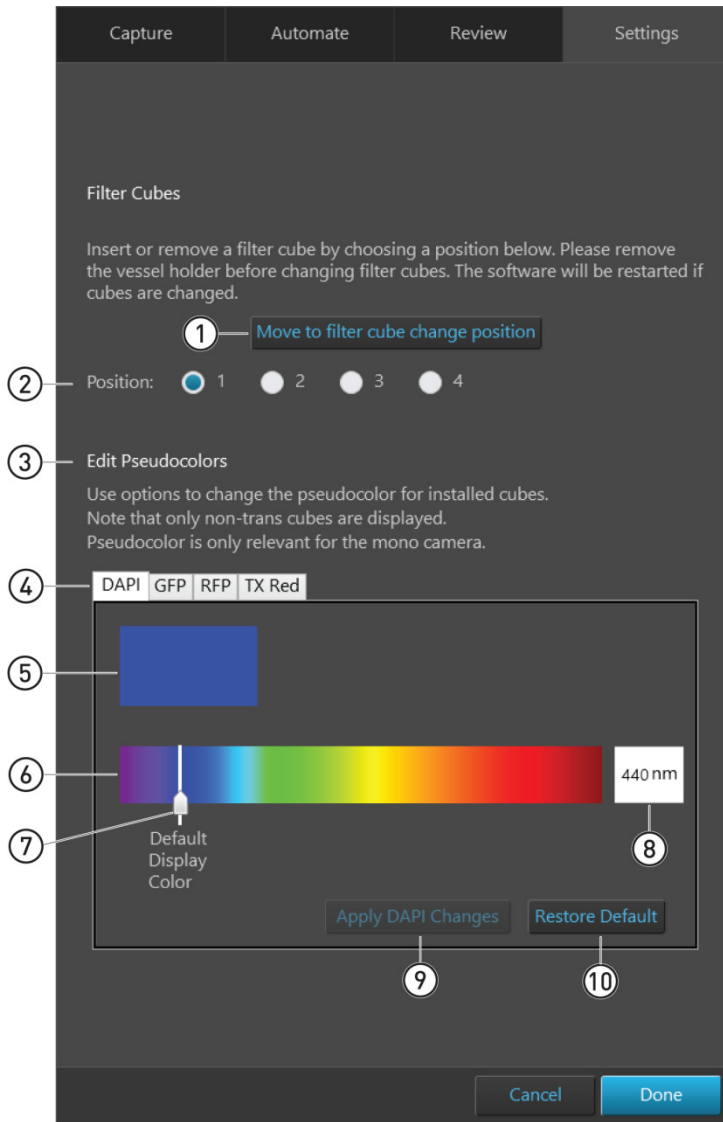 Capture Automate Review Settings
Filter Cubes
Insert or remove a filter cube by choosing a position below. Please remove
the vessel holder before changing filter cubes. The software will be restarted if
cubes are changed.
1 Move to filter cube change position
2 Position: 1 2 3 4
3 Edit Pseudocolors
Use options to change the pseudocolor for installed cubes.
Note that only non-trans cubes are displayed.
Pseudocolor is only relevant for the mono camera.
4 DAPI GFP RFP TX Red
5
6 440 nm
7 8
Default
Display
Color
Apply DAPI Changes Restore Default
9 10
Cancel Done